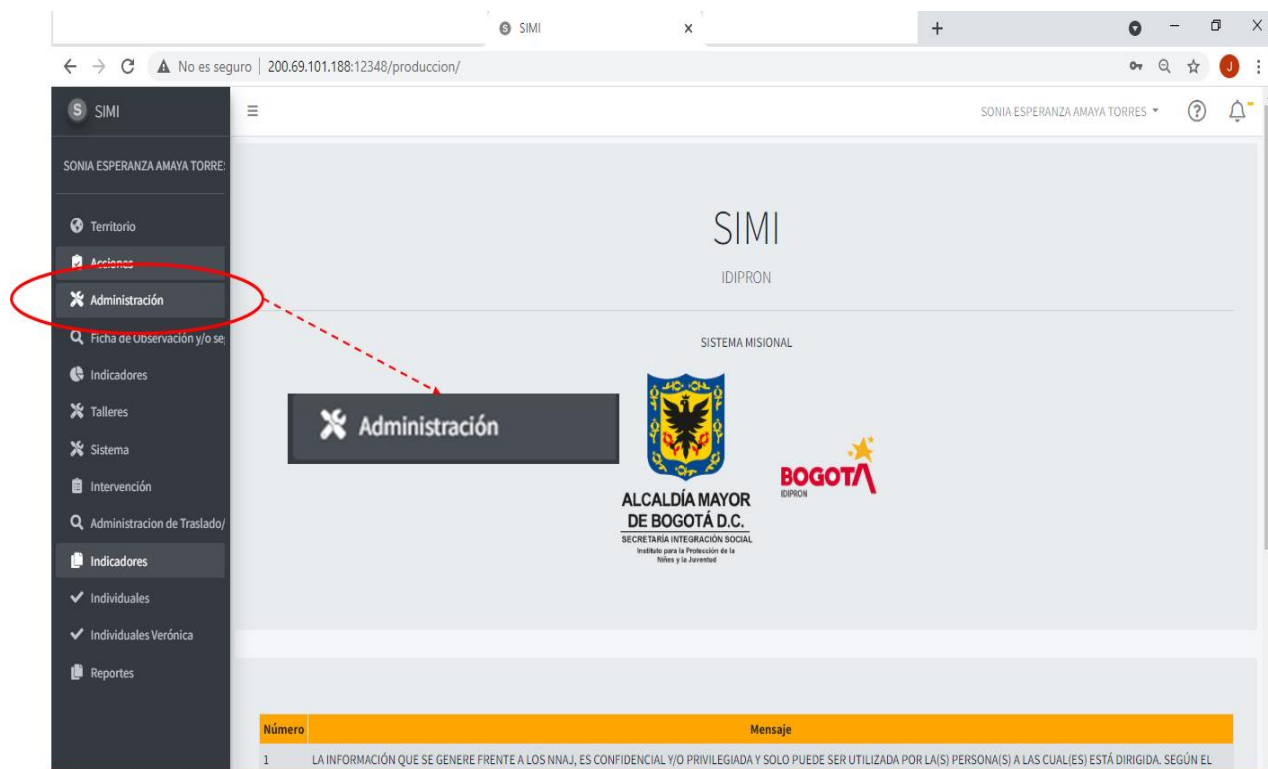 SIMI
No es seguro | 200.69.101.188:12348/produccion/
J
S SIMI
SONIA ESPERANZA AMAYA TORRES
SONIA ESPERANZA AMAYA TORRE
Territorio
Acciones
Administración
Ficha de Observación y/o se
Indicadores
Talleres
Sistema
Intervención
Administracion de Traslado/
Indicadores
Individuales
Individuales Verónica
Reportes
SIMI
IDIPRON
SISTEMA MISIONAL
Administración
ALCALDÍA MAYOR
DE BOGOTÁ D.C.
SECRETARÍA INTEGRACIÓN SOCIAL
Instituto para la Protección de la
Niñez y la Juventud
BOGOTÁ
IDIPRON
Número Mensaje
1 LA INFORMACIÓN QUE SE GENERE FRENTE A LOS NNAJ, ES CONFIDENCIAL Y/O PRIVILEGIADA Y SOLO PUEDE SER UTILIZADA POR LA(S) PERSONA(S) A LAS CUAL(ES) ESTÁ DIRIGIDA. SEGÚN EL